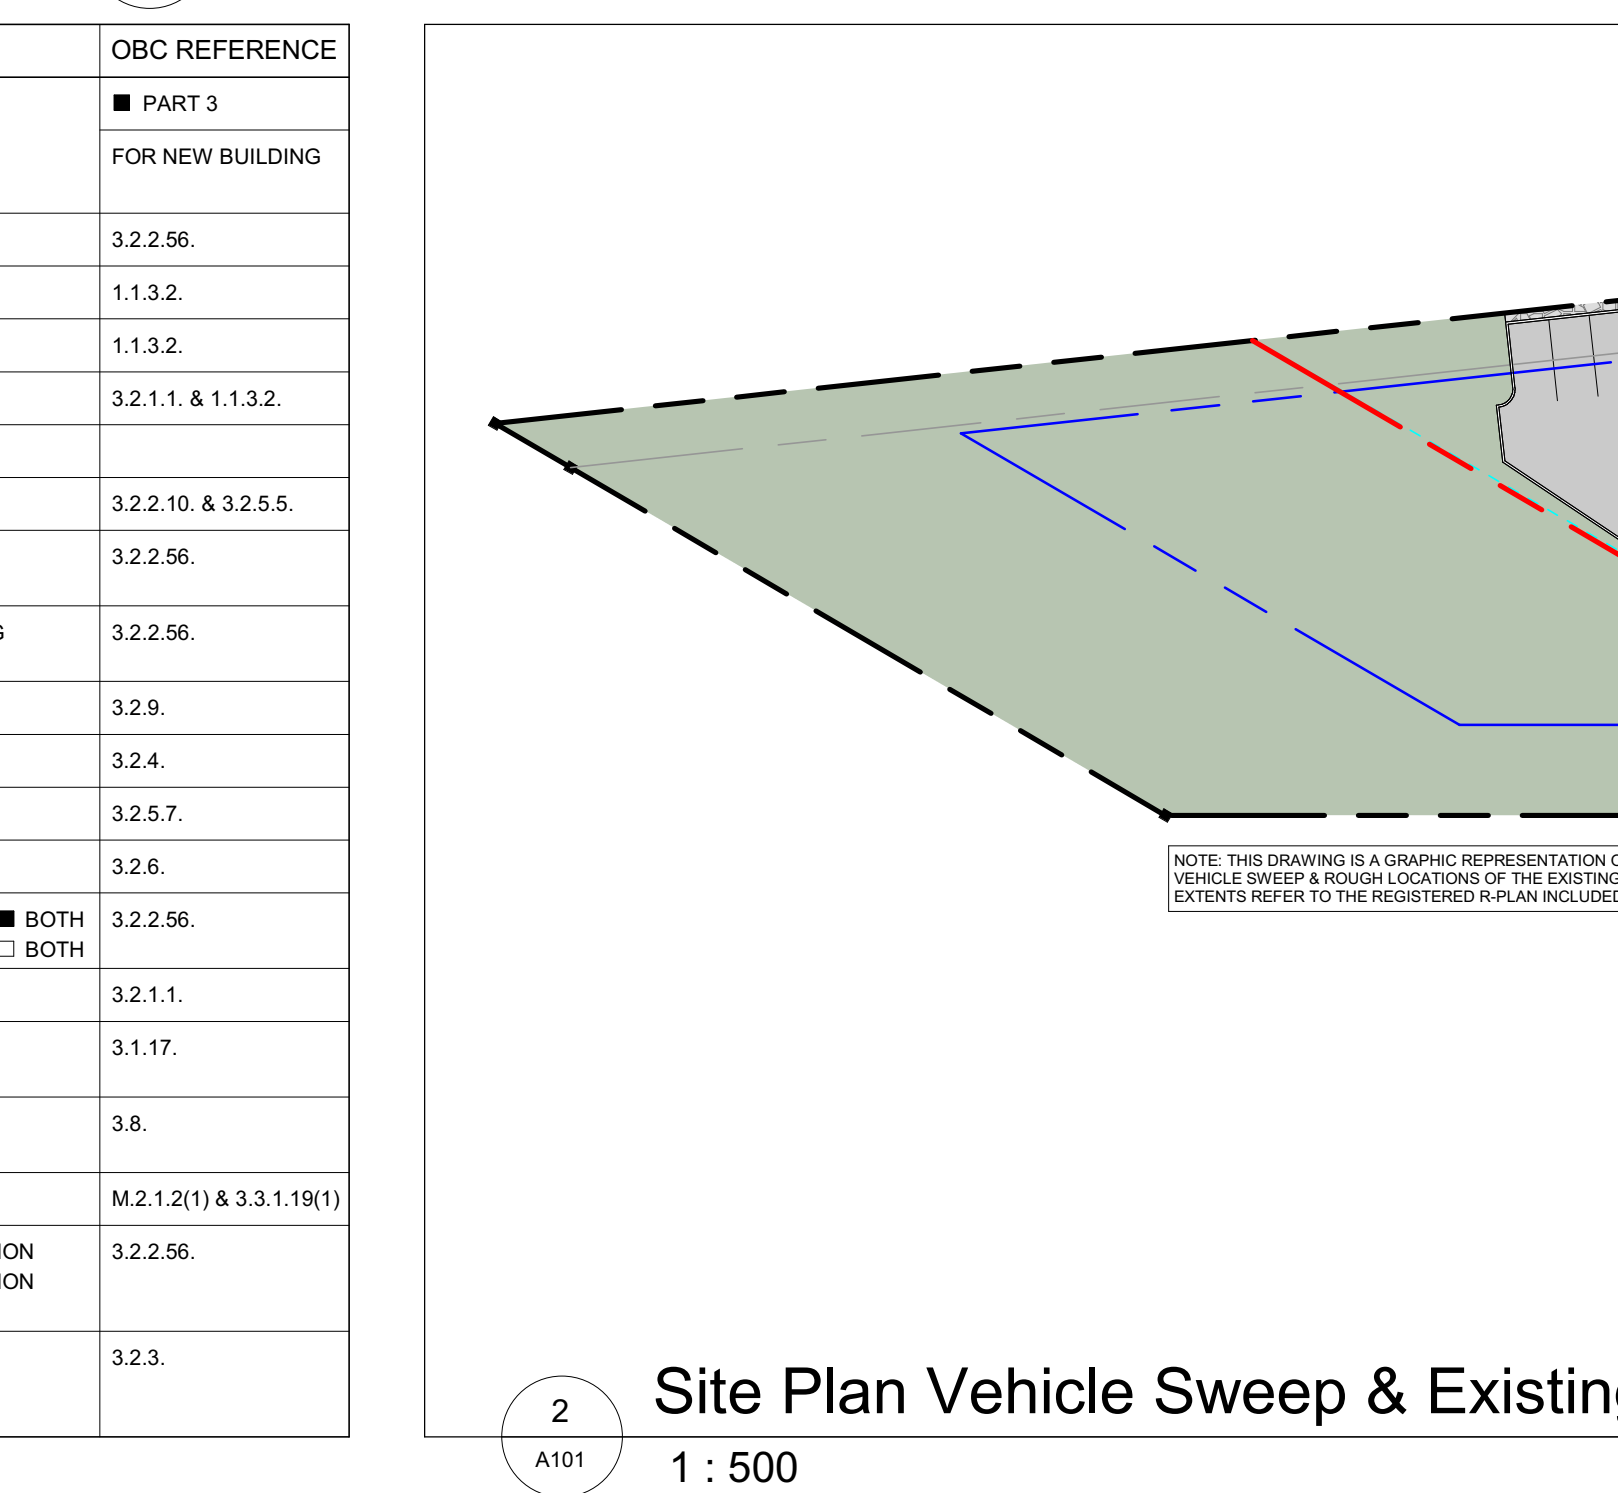 OBC REFERENCE
■ PART 3
FOR NEW BUILDING
3.2.2.56.
1.1.3.2.
1.1.3.2.
3.2.1.1. & 1.1.3.2.
3.2.2.10. & 3.2.5.5.
3.2.2.56.
3.2.2.56.
3.2.9.
3.2.4.
3.2.5.7.
3.2.6.
■ BOTH 3.2.2.56.
□ BOTH
3.2.1.1.
3.1.17.
3.8.
M.2.1.2(1) & 3.3.1.19(1)
ION 3.2.2.56.
ION
3.2.3.
NOTE: THIS DRAWING IS A GRAPHIC REPRESENTATION
VEHICLE SWEEP & ROUGH LOCATIONS OF THE EXISTING
EXTENTS REFER TO THE REGISTERED R-PLAN INCLUDED
2
A101
Site Plan Vehicle Sweep & Existing
1 : 500